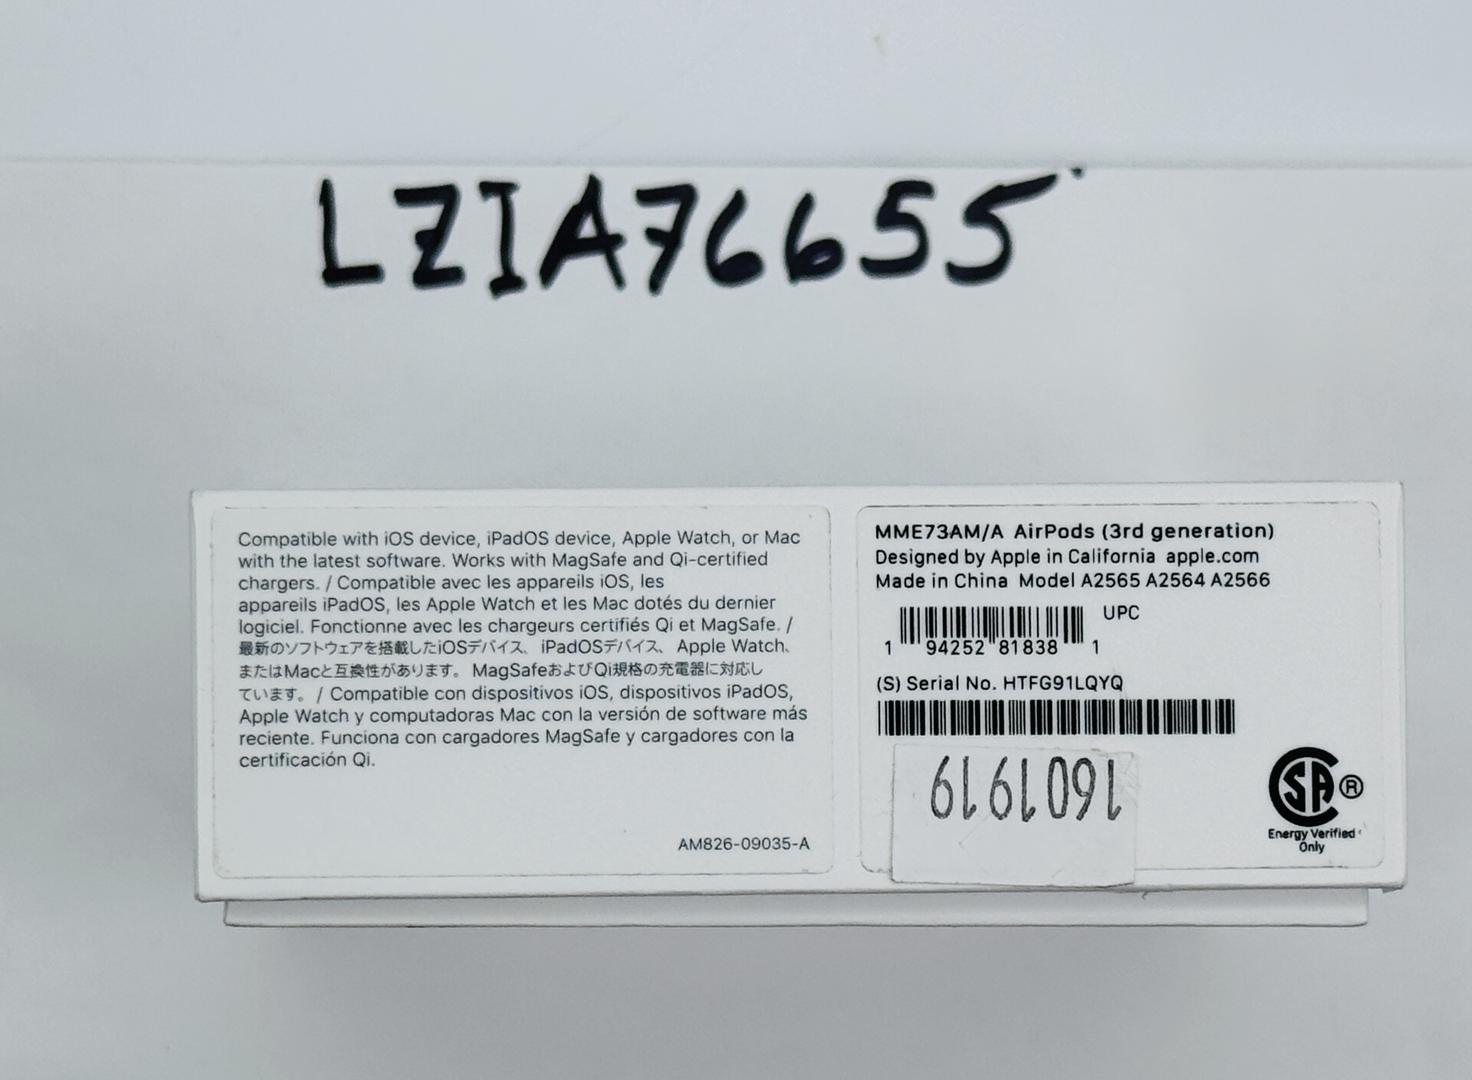 LZIA76655
Compatible with iOS device, iPadOS device, Apple Watch, or Mac
with the latest software. Works with MagSafe and Qi-certified
chargers. / Compatible avec les appareils iOS, les
appareils iPadOS, les Apple Watch et les Mac dotés du dernier
logiciel. Fonctionne avec les chargeurs certifiés Qi et MagSafe. /
最新のソフトウェアを搭載したiOSデバイス、iPadOSデバイス、Apple Watch、
またはMacと互換性があります。MagSafeおよびQi規格の充電器に対応し
ています。/ Compatible con dispositivos iOS, dispositivos iPadOS,
Apple Watch y computadoras Mac con la versión de software más
reciente. Funciona con cargadores MagSafe y cargadores con la
certificación Qi.
AM826-09035-A
MME73AM/A AirPods (3rd generation)
Designed by Apple in California apple.com
Made in China Model A2565 A2564 A2566
UPC
1 94252 81838 1
(S) Serial No. HTFG91LQYQ
1601919
SA ®
Energy Verified
Only